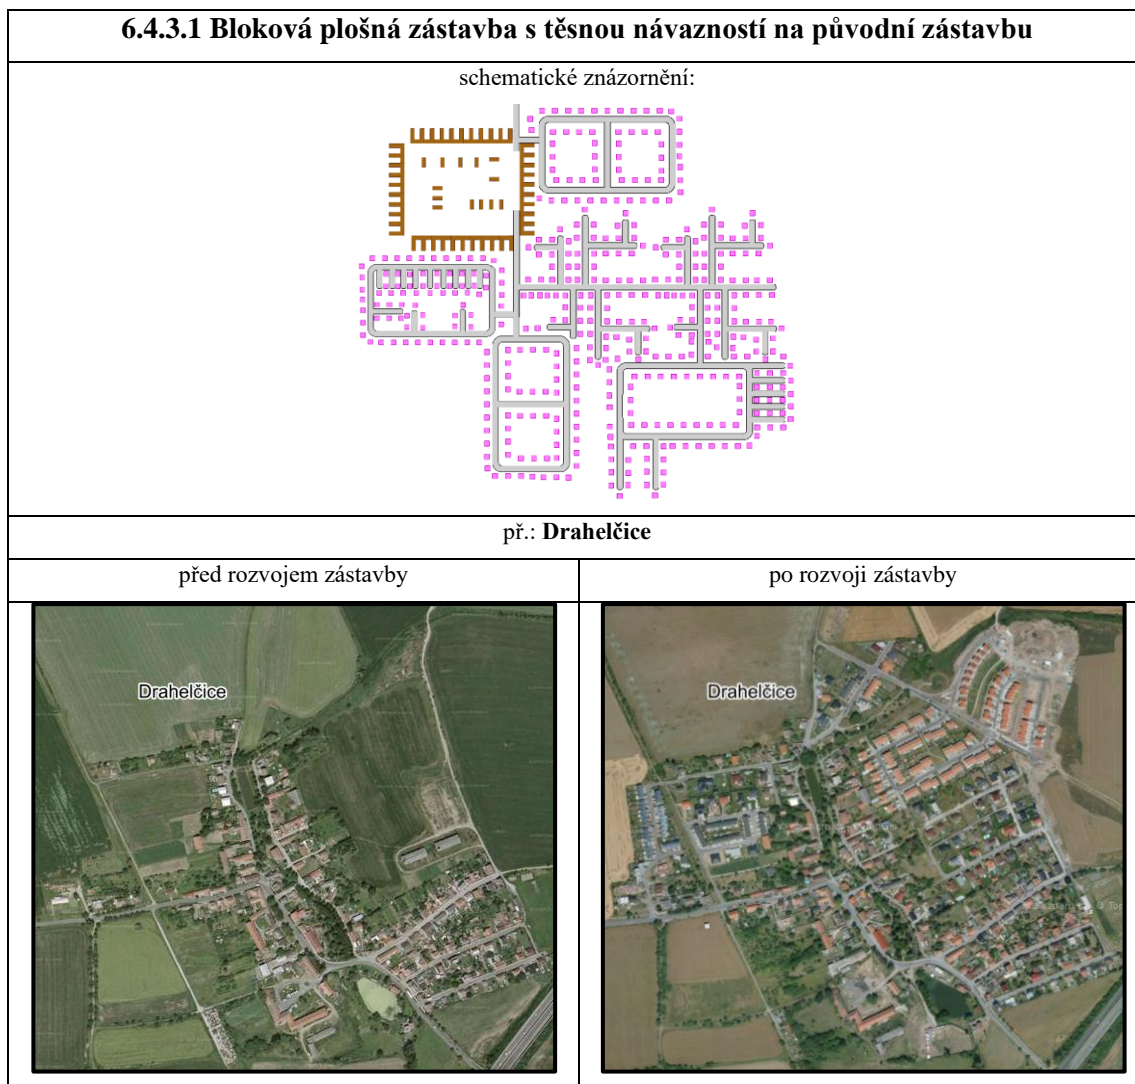 6.4.3.1 Bloková plošná zástavba s těsnou návazností na původní zástavbu
schematické znázornění:
př.: Drahelčice
před rozvojem zástavby
po rozvoji zástavby
Drahelčice
Drahelčice